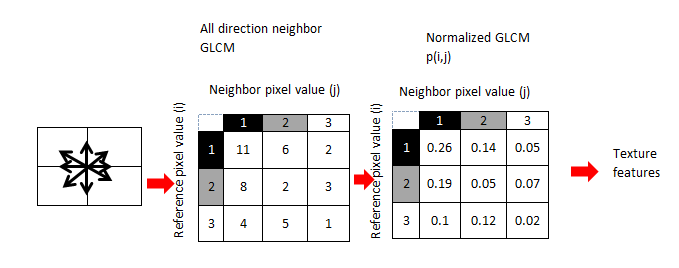 All direction neighbor
GLCM
Neighbor pixel value (j)
Reference pixel value (i)
1 2 3
1 11 6 2
2 8 2 3
3 4 5 1
Normalized GLCM
p(i,j)
Neighbor pixel value (j)
Reference pixel value (i)
1 2 3
1 0.26 0.14 0.05
2 0.19 0.05 0.07
3 0.1 0.12 0.02
Texture
features